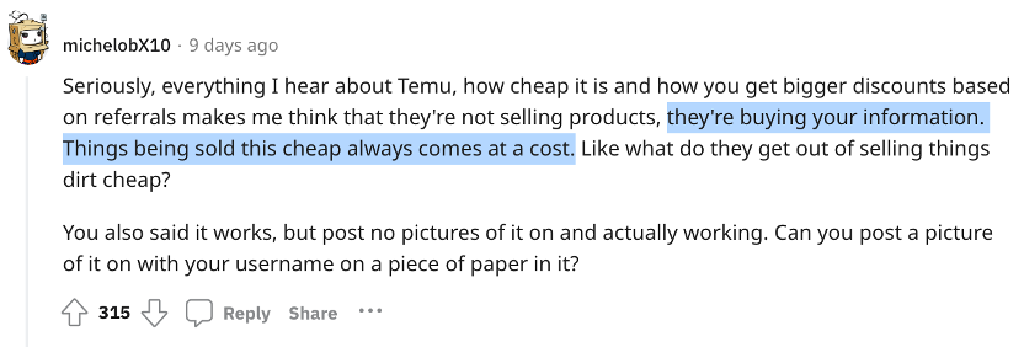 michelobX10 · 9 days ago
Seriously, everything I hear about Temu, how cheap it is and how you get bigger discounts based
on referrals makes me think that they're not selling products, they're buying your information.
Things being sold this cheap always comes at a cost. Like what do they get out of selling things
dirt cheap?
You also said it works, but post no pictures of it on and actually working. Can you post a picture
of it on with your username on a piece of paper in it?
315 Reply Share ···